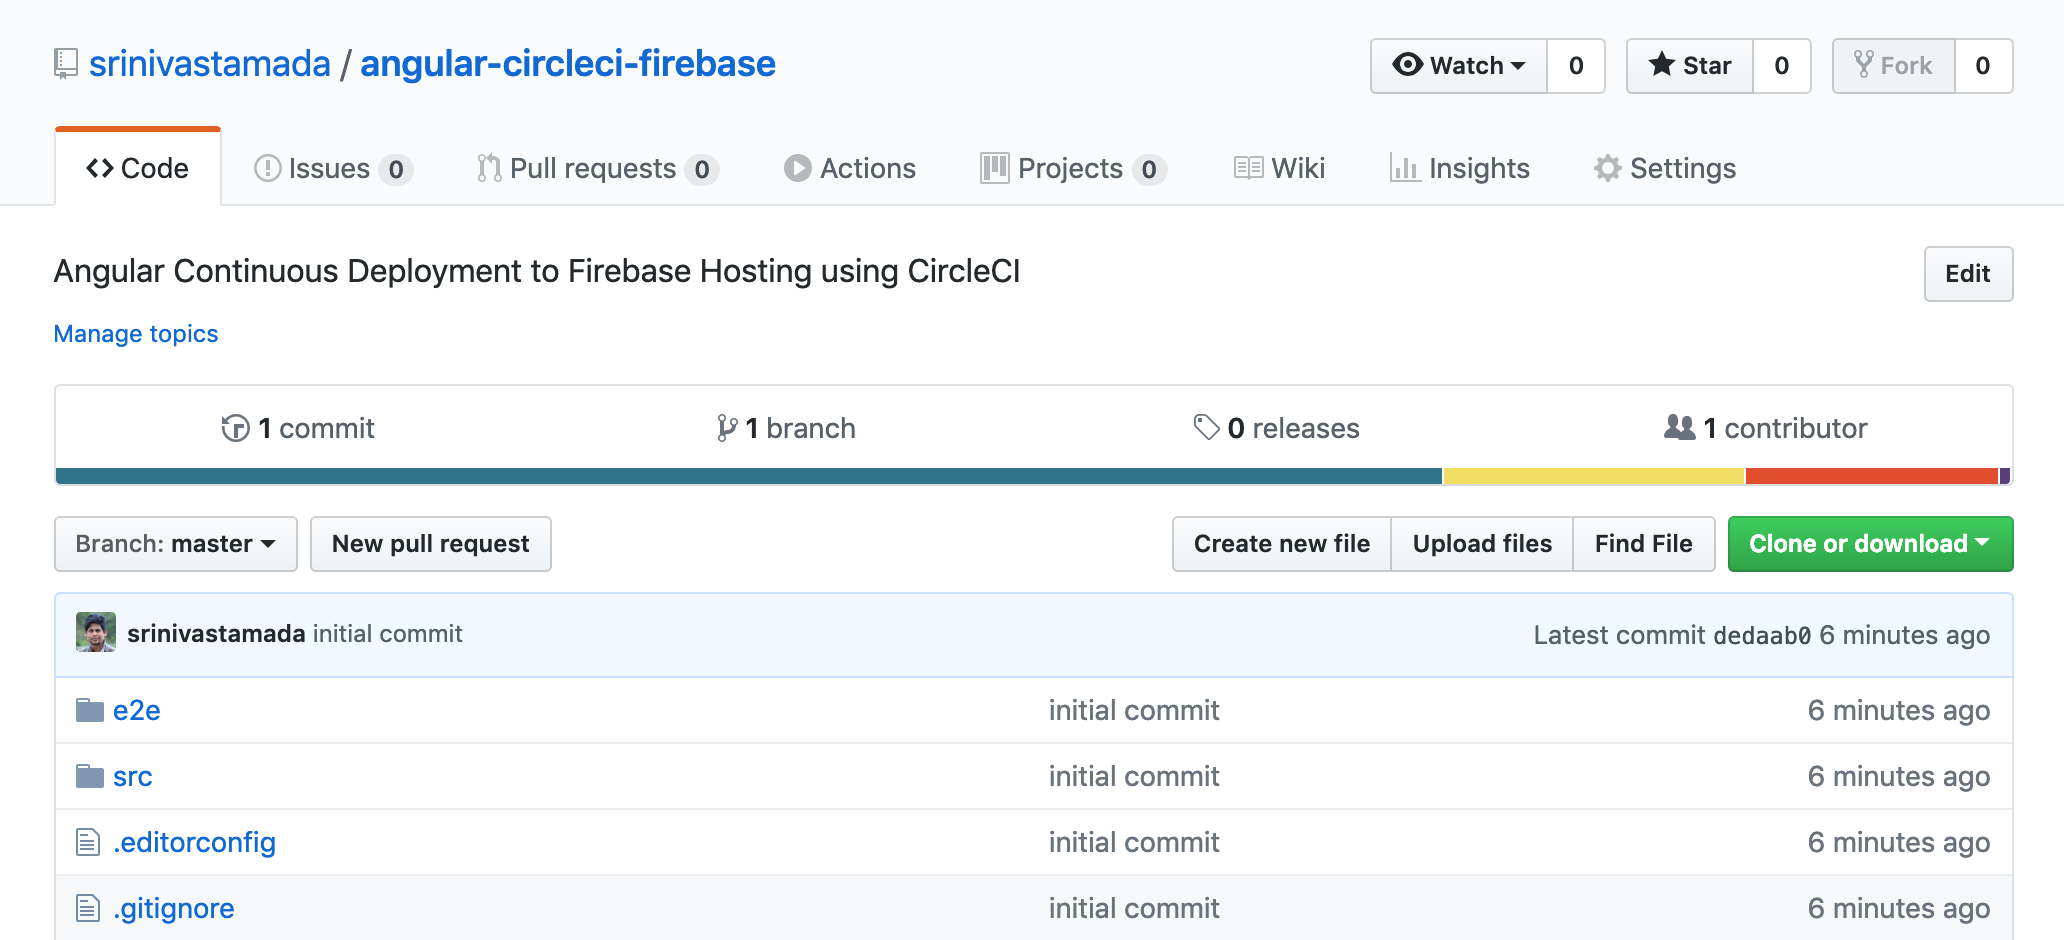 srinivastamada / angular-circleci-firebase Watch 0 Star 0 Fork 0
Code Issues 0 Pull requests 0 Actions Projects 0 Wiki Insights Settings
Angular Continuous Deployment to Firebase Hosting using CircleCI Edit
Manage topics
1 commit 1 branch 0 releases 1 contributor
Branch: master New pull request Create new file Upload files Find File Clone or download
srinivastamada initial commit Latest commit dedaab0 6 minutes ago
e2e initial commit 6 minutes ago
src initial commit 6 minutes ago
.editorconfig initial commit 6 minutes ago
.gitignore initial commit 6 minutes ago